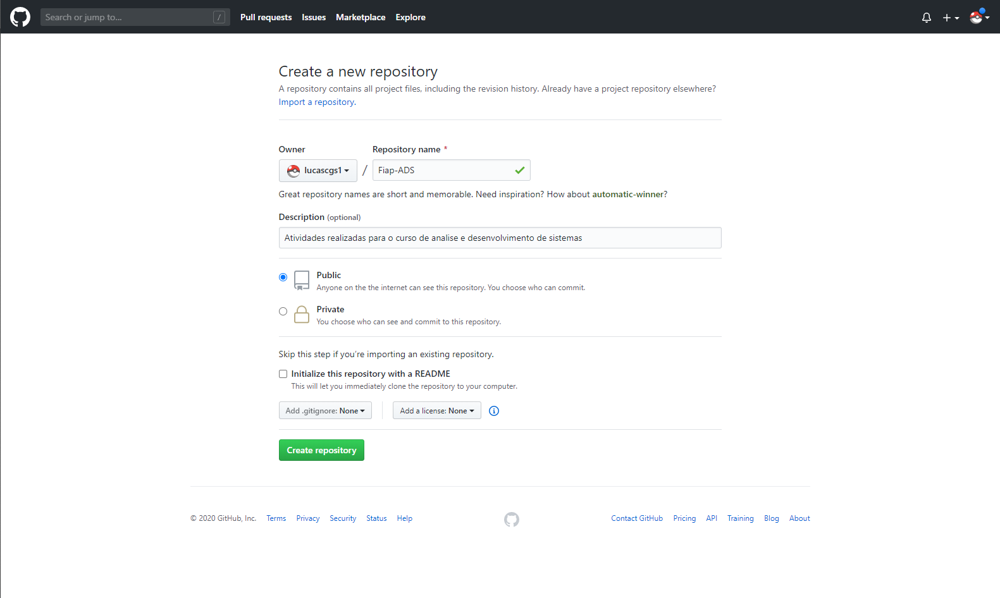 Search or jump to... / Pull requests Issues Marketplace Explore
Create a new repository
A repository contains all project files, including the revision history. Already have a project repository elsewhere?
Import a repository.
Owner Repository name *
lucascgs1 / Fiap-ADS
Great repository names are short and memorable. Need inspiration? How about automatic-winner?
Description (optional)
Atividades realizadas para o curso de analise e desenvolvimento de sistemas
Public
Anyone on the the internet can see this repository. You choose who can commit.
Private
You choose who can see and commit to this repository.
Skip this step if you’re importing an existing repository.
Initialize this repository with a README
This will let you immediately clone the repository to your computer.
Add .gitignore: None Add a license: None
Create repository
© 2020 GitHub, Inc. Terms Privacy Security Status Help Contact GitHub Pricing API Training Blog About